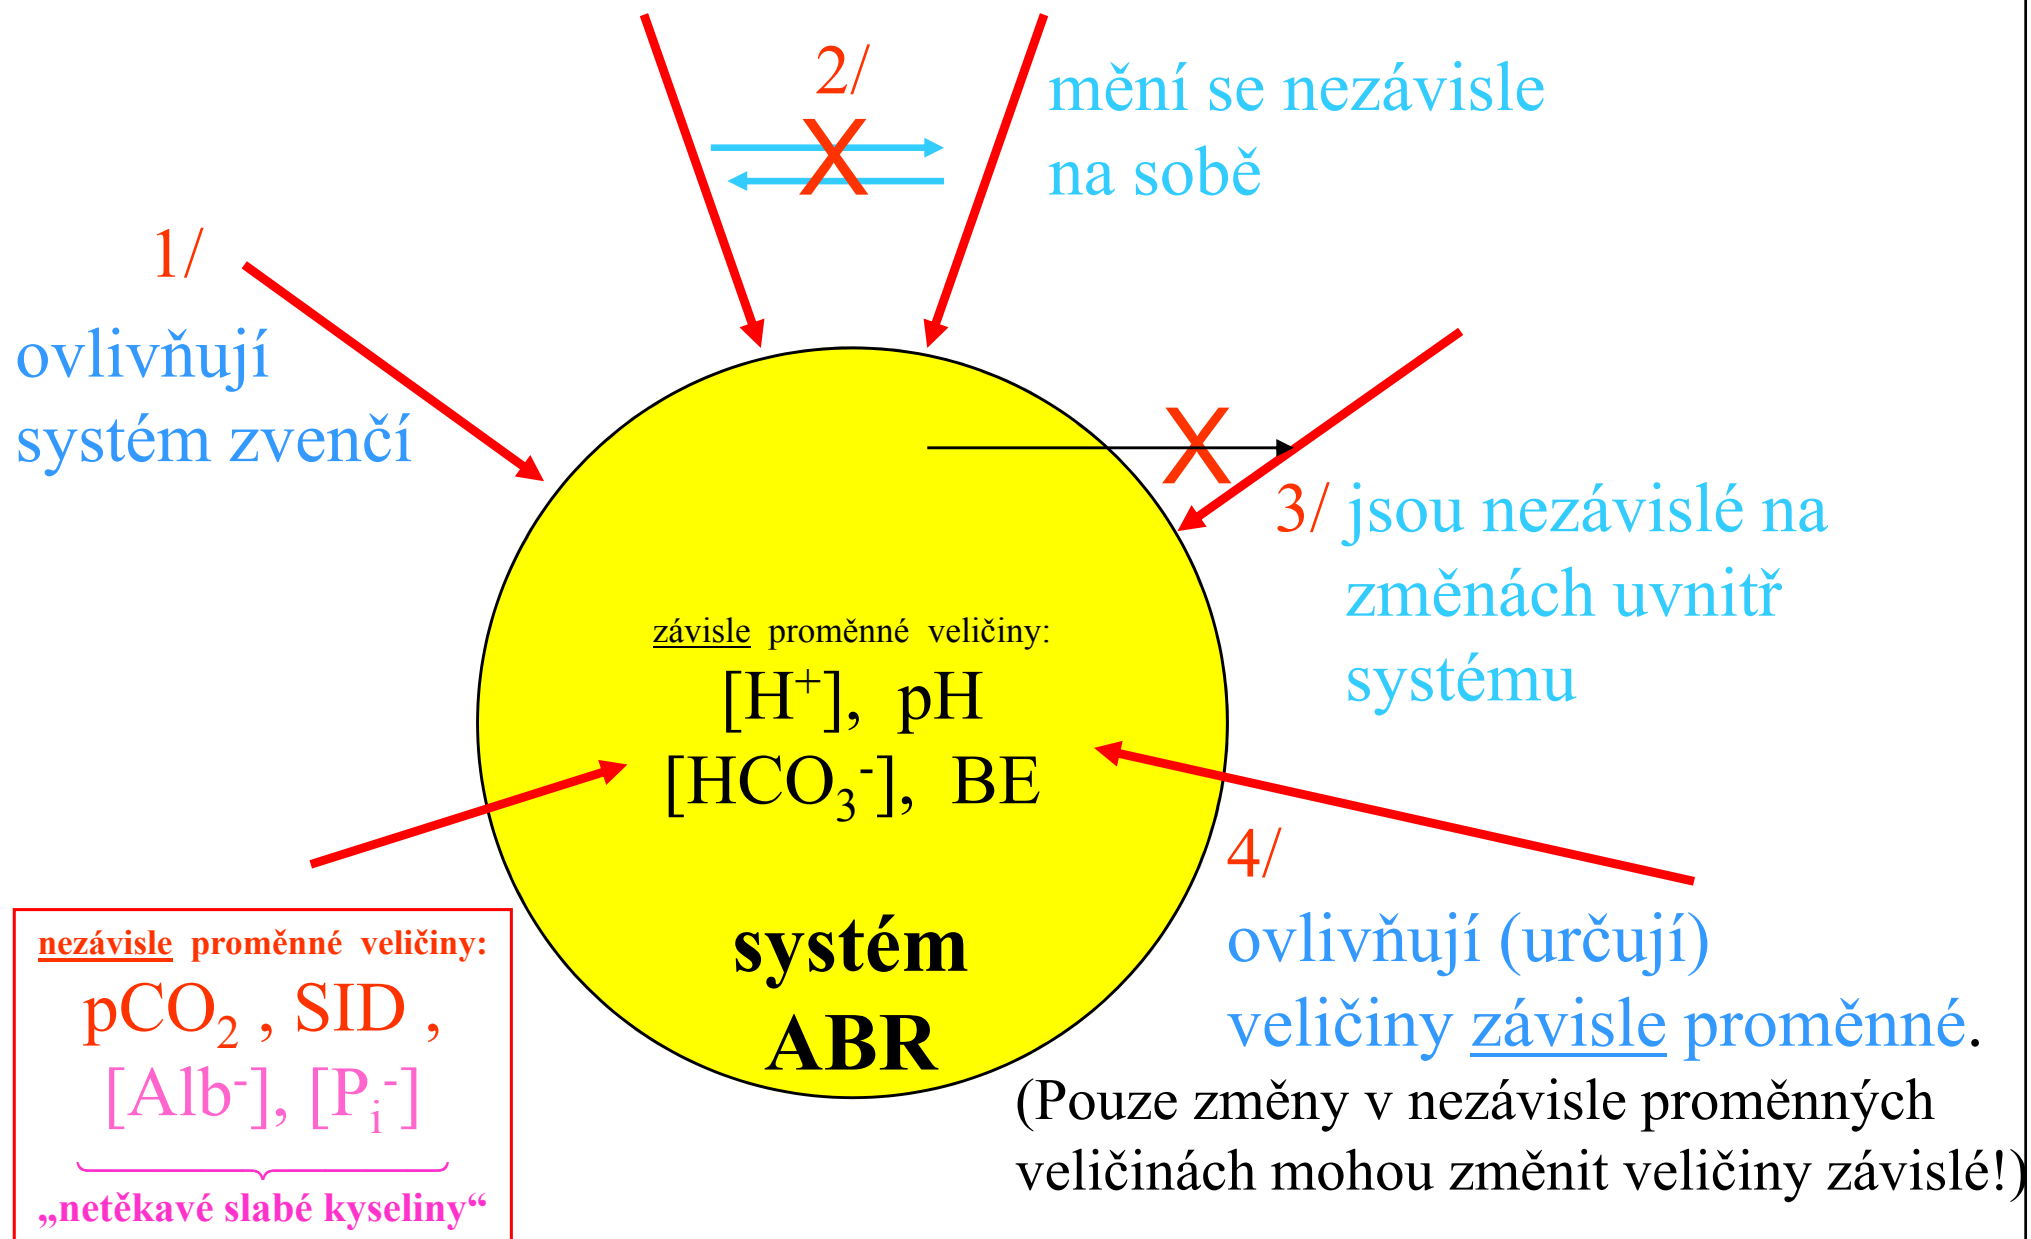 2/
X
mění se nezávisle
na sobě
1/
ovlivňují
systém zvenčí
X
3/ jsou nezávislé na
změnách uvnitř
systému
závisle proměnné veličiny:
[H⁺], pH
[HCO₃⁻], BE
systém
ABR
4/
ovlivňují (určují)
veličiny závisle proměnné.
(Pouze změny v nezávisle proměnných
veličinách mohou změnit veličiny závislé!)
nezávisle proměnné veličiny:
pCO₂ , SID ,
[Alb⁻], [Pᵢ⁻]
„netěkavé slabé kyseliny“